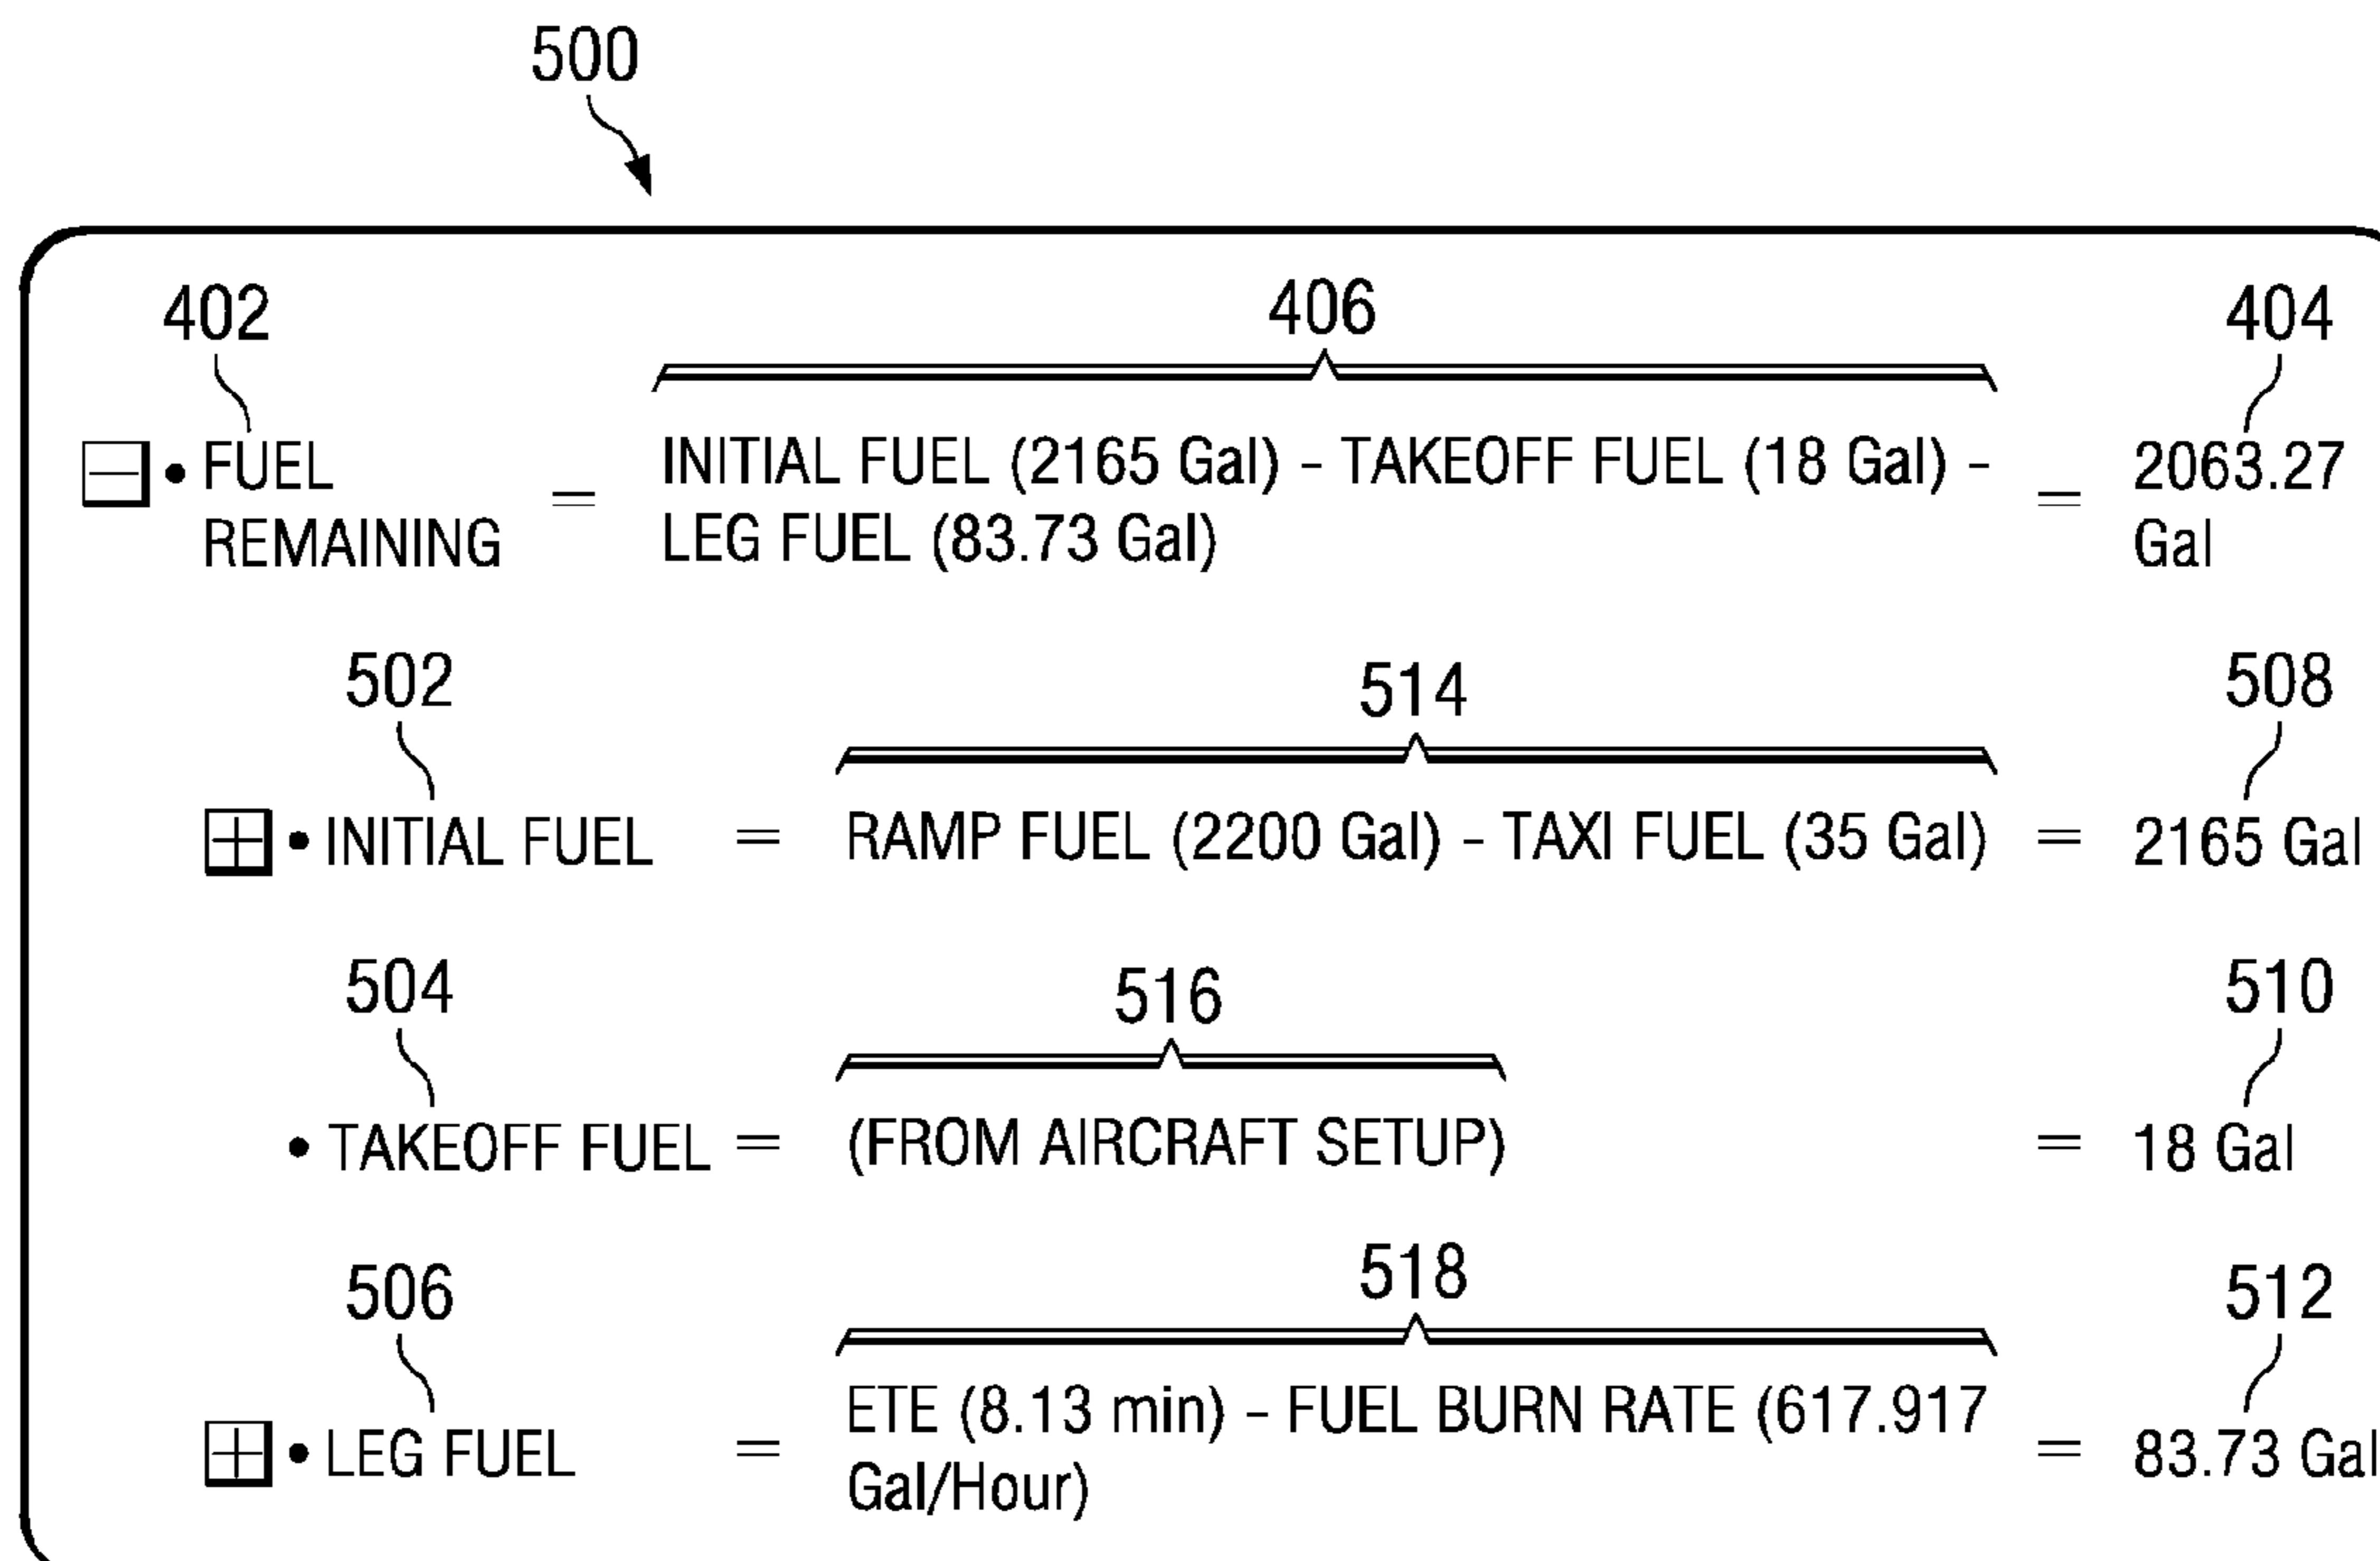 500
402 406 404
• FUEL REMAINING = INITIAL FUEL (2165 Gal) – TAKEOFF FUEL (18 Gal) – LEG FUEL (83.73 Gal) = 2063.27 Gal
502 514 508
• INITIAL FUEL = RAMP FUEL (2200 Gal) – TAXI FUEL (35 Gal) = 2165 Gal
504 516 510
• TAKEOFF FUEL = (FROM AIRCRAFT SETUP) = 18 Gal
506 518 512
• LEG FUEL = ETE (8.13 min) – FUEL BURN RATE (617.917 Gal/Hour) = 83.73 Gal